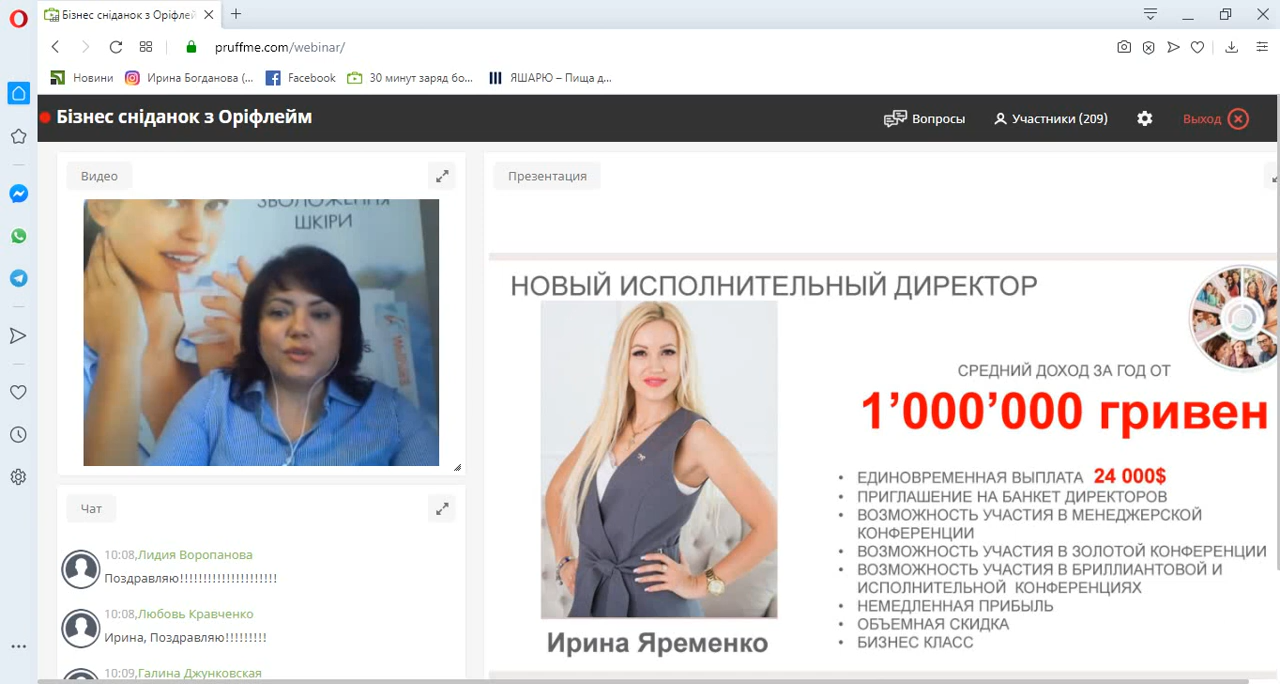 Бізнес сніданок з Оріфлей
pruffme.com/webinar/
Новини
Ирина Богданова (...
Facebook
30 минут заряд бо...
ЯШАРЮ – Пища д...
Бізнес сніданок з Оріфлейм
Вопросы
Участники (209)
Выход
Видео
ЗВОЛОЖЕННЯ
ШКІРИ
Чат
10:08,Лидия Воропанова
Поздравляю!!!!!!!!!!!!!!!!!!!!!!
10:08,Любовь Кравченко
Ирина, Поздравляю!!!!!!!!!
10:09,Галина Джунковская
Презентация
НОВЫЙ ИСПОЛНИТЕЛЬНЫЙ ДИРЕКТОР
СРЕДНИЙ ДОХОД ЗА ГОД ОТ
1’000’000 гривен
• ЕДИНОВРЕМЕННАЯ ВЫПЛАТА 24 000$
• ПРИГЛАШЕНИЕ НА БАНКЕТ ДИРЕКТОРОВ
• ВОЗМОЖНОСТЬ УЧАСТИЯ В МЕНЕДЖЕРСКОЙ
КОНФЕРЕНЦИИ
• ВОЗМОЖНОСТЬ УЧАСТИЯ В ЗОЛОТОЙ КОНФЕРЕНЦИИ
• ВОЗМОЖНОСТЬ УЧАСТИЯ В БРИЛЛИАНТОВОЙ И
ИСПОЛНИТЕЛЬНОЙ КОНФЕРЕНЦИЯХ
• НЕМЕДЛЕННАЯ ПРИБЫЛЬ
• ОБЪЕМНАЯ СКИДКА
• БИЗНЕС КЛАСС
Ирина Яременко